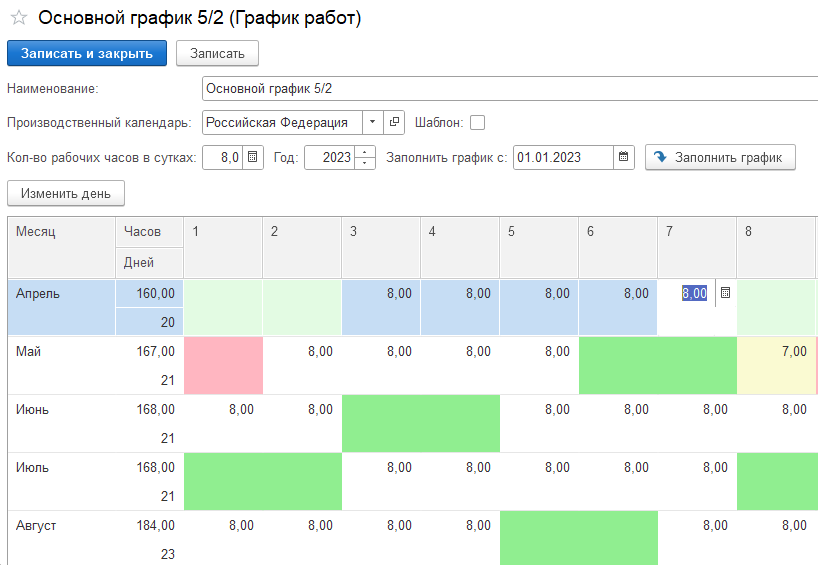 Основной график 5/2 (График работ)
Записать и закрыть Записать
Наименование: Основной график 5/2
Производственный календарь: Российская Федерация Шаблон:
Кол-во рабочих часов в сутках: 8,0 Год: 2023 Заполнить график с: 01.01.2023 Заполнить график
Изменить день
Месяц Часов 1 2 3 4 5 6 7 8
Дней
Апрель 160,00 8,00 8,00 8,00 8,00 8,00
20
Май 167,00 8,00 8,00 8,00 8,00 7,00
21
Июнь 168,00 8,00 8,00 8,00 8,00 8,00 8,00
21
Июль 168,00 8,00 8,00 8,00 8,00 8,00
21
Август 184,00 8,00 8,00 8,00 8,00 8,00 8,00
23